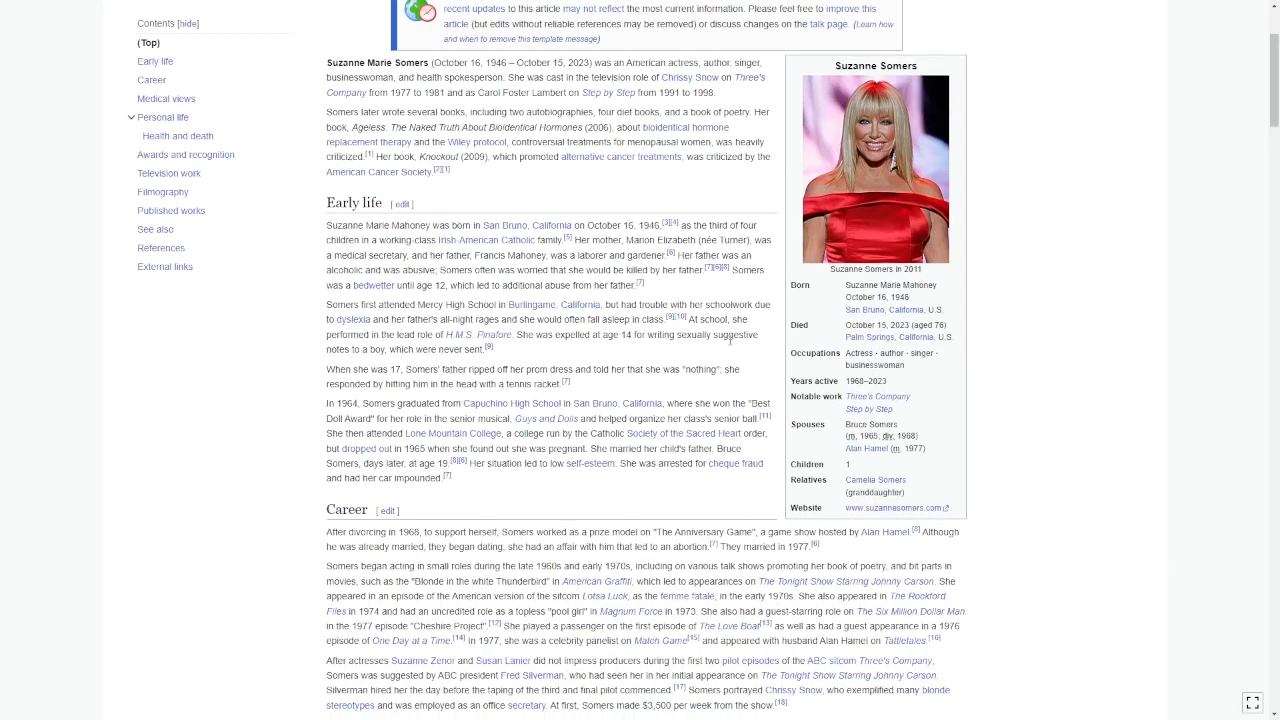 Contents [hide]
(Top)
Early life
Career
Medical views
Personal life
Health and death
Awards and recognition
Television work
Filmography
Published works
See also
References
External links
recent updates to this article may not reflect the most current information. Please feel free to improve this
article (but edits without reliable references may be removed) or discuss changes on the talk page. (Learn how
and when to remove this template message)
Suzanne Marie Somers (October 16, 1946 – October 15, 2023) was an American actress, author, singer,
businesswoman, and health spokesperson. She was cast in the television role of Chrissy Snow on Three's
Company from 1977 to 1981 and as Carol Foster Lambert on Step by Step from 1991 to 1998.
Somers later wrote several books, including two autobiographies, four diet books, and a book of poetry. Her
book, Ageless: The Naked Truth About Bioidentical Hormones (2006), about bioidentical hormone
replacement therapy and the Wiley protocol, controversial treatments for menopausal women, was heavily
criticized.[1] Her book, Knockout (2009), which promoted alternative cancer treatments, was criticized by the
American Cancer Society.[2][1]
Early life [ edit ]
Suzanne Marie Mahoney was born in San Bruno, California on October 16, 1946,[3][4] as the third of four
children in a working-class Irish-American Catholic family.[5] Her mother, Marion Elizabeth (née Turner), was
a medical secretary, and her father, Francis Mahoney, was a laborer and gardener.[6] Her father was an
alcoholic and was abusive; Somers often was worried that she would be killed by her father.[7][6][8] Somers
was a bedwetter until age 12, which led to additional abuse from her father.[7]
Somers first attended Mercy High School in Burlingame, California, but had trouble with her schoolwork due
to dyslexia and her father's all-night rages and she would often fall asleep in class.[9][10] At school, she
performed in the lead role of H.M.S. Pinafore. She was expelled at age 14 for writing sexually suggestive
notes to a boy, which were never sent.[9]
When she was 17, Somers' father ripped off her prom dress and told her that she was "nothing"; she
responded by hitting him in the head with a tennis racket.[7]
In 1964, Somers graduated from Capuchino High School in San Bruno, California, where she won the "Best
Doll Award" for her role in the senior musical, Guys and Dolls and helped organize her class's senior ball.[11]
She then attended Lone Mountain College, a college run by the Catholic Society of the Sacred Heart order,
but dropped out in 1965 when she found out she was pregnant. She married her child's father, Bruce
Somers, days later, at age 19.[8][6] Her situation led to low self-esteem. She was arrested for cheque fraud
and had her car impounded.[7]
Suzanne Somers
Suzanne Somers in 2011
Born Suzanne Marie Mahoney
October 16, 1946
San Bruno, California, U.S.
Died October 15, 2023 (aged 76)
Palm Springs, California, U.S.
Occupations Actress · author · singer ·
businesswoman
Years active 1968–2023
Notable work Three's Company
Step by Step
Spouses Bruce Somers
(m. 1965; div. 1968)
Alan Hamel (m. 1977)
Children 1
Relatives Camelia Somers
(granddaughter)
Website www.suzannesomers.com
Career [ edit ]
After divorcing in 1968, to support herself, Somers worked as a prize model on "The Anniversary Game", a game show hosted by Alan Hamel.[8] Although
he was already married, they began dating, she had an affair with him that led to an abortion.[7] They married in 1977.[6]
Somers began acting in small roles during the late 1960s and early 1970s, including on various talk shows promoting her book of poetry, and bit parts in
movies, such as the "Blonde in the white Thunderbird" in American Graffiti, which led to appearances on The Tonight Show Starring Johnny Carson. She
appeared in an episode of the American version of the sitcom Lotsa Luck, as the femme fatale, in the early 1970s. She also appeared in The Rockford
Files in 1974 and had an uncredited role as a topless "pool girl" in Magnum Force in 1973. She also had a guest-starring role on The Six Million Dollar Man
in the 1977 episode "Cheshire Project".[12] She played a passenger on the first episode of The Love Boat[13] as well as had a guest appearance in a 1976
episode of One Day at a Time.[14] In 1977, she was a celebrity panelist on Match Game[15] and appeared with husband Alan Hamel on Tattletales.[16]
After actresses Suzanne Zenor and Susan Lanier did not impress producers during the first two pilot episodes of the ABC sitcom Three's Company,
Somers was suggested by ABC president Fred Silverman, who had seen her in her initial appearance on The Tonight Show Starring Johnny Carson.
Silverman hired her the day before the taping of the third and final pilot commenced.[17] Somers portrayed Chrissy Snow, who exemplified many blonde
stereotypes and was employed as an office secretary. At first, Somers made $3,500 per week from the show.[18]